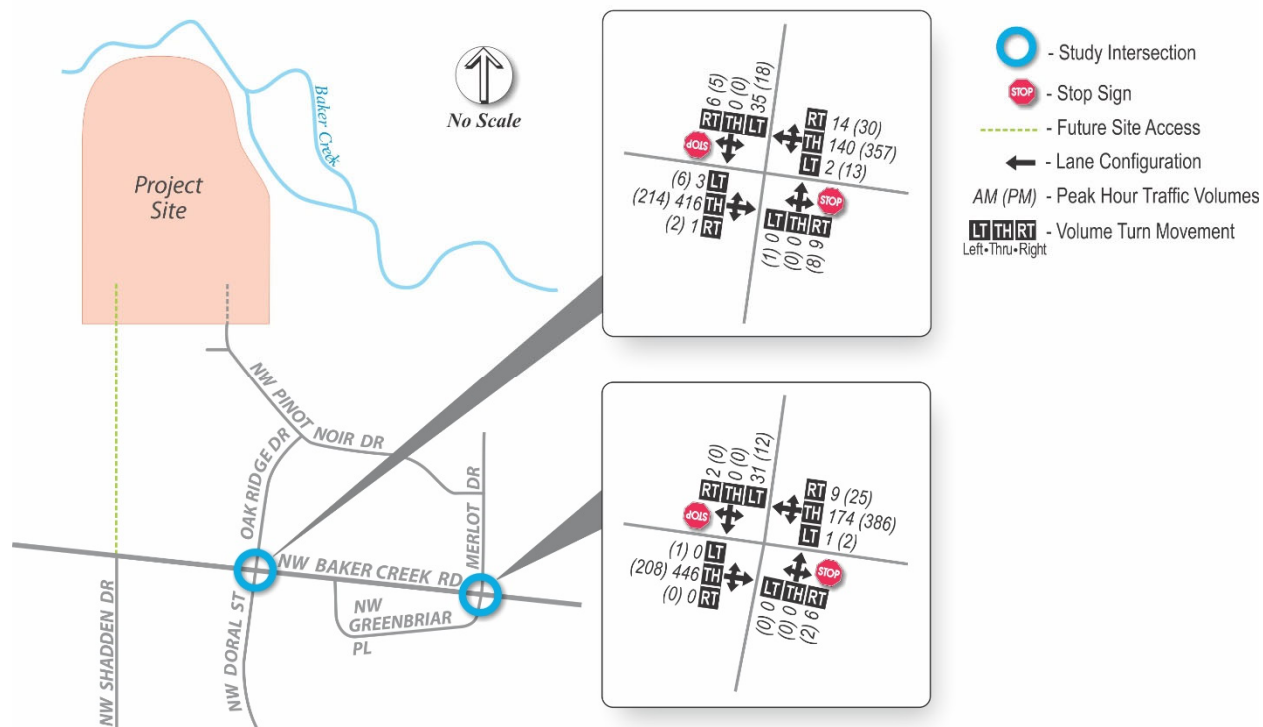 Project
Site
Baker Creek
No Scale
NW PINOT
NOIR DR
OAK RIDGE DR
MERLOT DR
NW BAKER CREEK RD
NW
GREENBRIAR
PL
NW DORAL ST
NW SHADDEN DR
6 (5)
0 (0)
35 (18)
RT TH LT
STOP
RT 14 (30)
TH 140 (357)
LT 2 (13)
(6) 3 LT
(214) 416 TH
(2) 1 RT
STOP
LT TH RT
(1) 0
(0) 0
(8) 9
2 (0)
0 (0)
31 (12)
RT TH LT
STOP
RT 9 (25)
TH 174 (386)
LT 1 (2)
(1) 0 LT
(208) 446 TH
(0) 0 RT
STOP
LT TH RT
(0) 0
(0) 0
(2) 6
- Study Intersection
STOP - Stop Sign
- Future Site Access
- Lane Configuration
AM (PM) - Peak Hour Traffic Volumes
LT TH RT - Volume Turn Movement
Left•Thru•Right